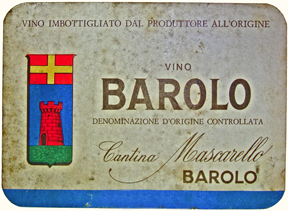 VINO IMBOTTIGLIATO DAL PRODUTTORE ALL'ORIGINE
VINO
BAROLO
DENOMINAZIONE D'ORIGINE CONTROLLATA
Cantina Mascarello
BAROLO